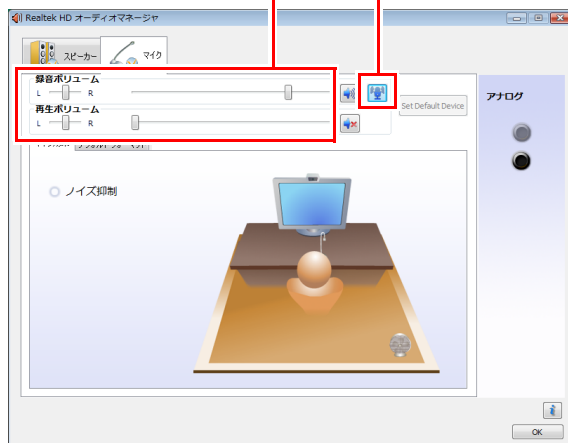 Realtek HD オーディオマネージャ
スピーカー
マイク
録音ボリューム
L R
Set Default Device
再生ボリューム
L R
アナログ
ノイズ抑制
OK